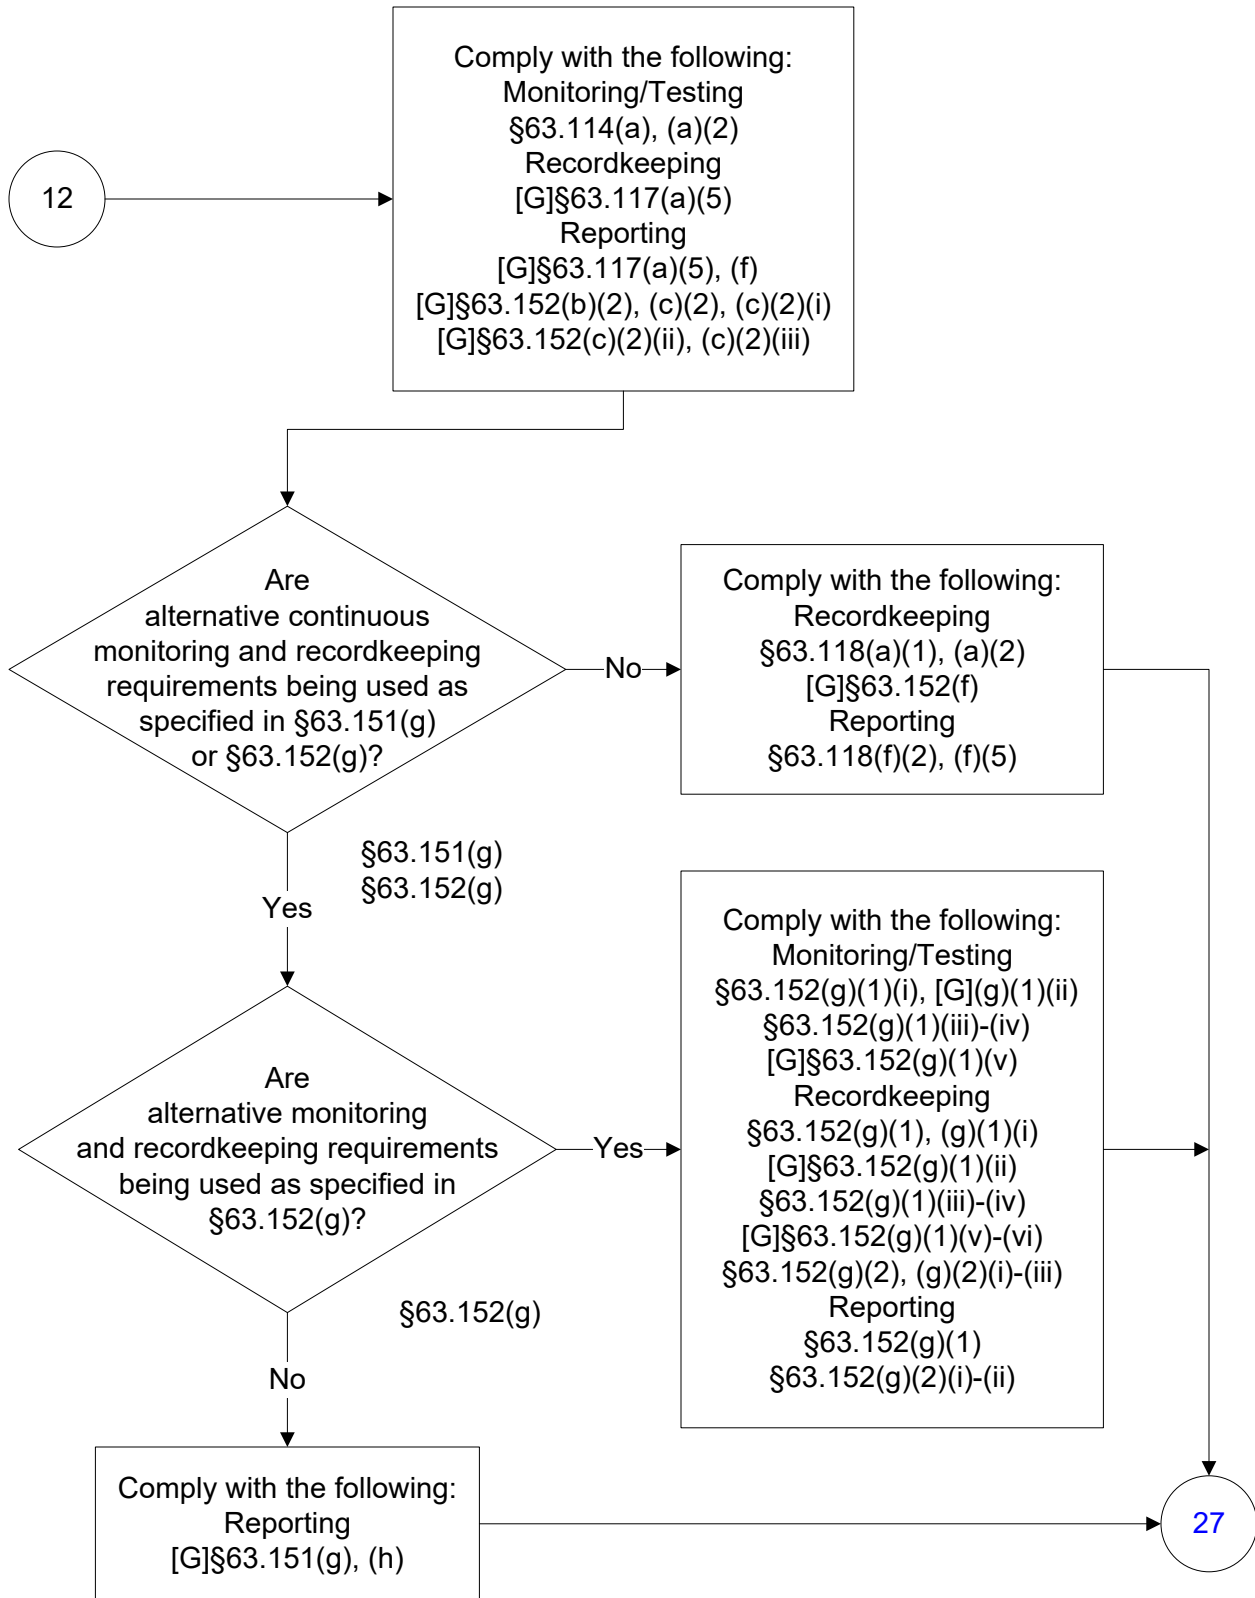 12
Comply with the following:
Monitoring/Testing
§63.114(a), (a)(2)
Recordkeeping
[G]§63.117(a)(5)
Reporting
[G]§63.117(a)(5), (f)
[G]§63.152(b)(2), (c)(2), (c)(2)(i)
[G]§63.152(c)(2)(ii), (c)(2)(iii)
Are
alternative continuous
monitoring and recordkeeping
requirements being used as
specified in §63.151(g)
or §63.152(g)?
No
Comply with the following:
Recordkeeping
§63.118(a)(1), (a)(2)
[G]§63.152(f)
Reporting
§63.118(f)(2), (f)(5)
§63.151(g)
§63.152(g)
Yes
Are
alternative monitoring
and recordkeeping requirements
being used as specified in
§63.152(g)?
Yes
Comply with the following:
Monitoring/Testing
§63.152(g)(1)(i), [G](g)(1)(ii)
§63.152(g)(1)(iii)-(iv)
[G]§63.152(g)(1)(v)
Recordkeeping
§63.152(g)(1), (g)(1)(i)
[G]§63.152(g)(1)(ii)
§63.152(g)(1)(iii)-(iv)
[G]§63.152(g)(1)(v)-(vi)
§63.152(g)(2), (g)(2)(i)-(iii)
Reporting
§63.152(g)(1)
§63.152(g)(2)(i)-(ii)
§63.152(g)
No
Comply with the following:
Reporting
[G]§63.151(g), (h)
27